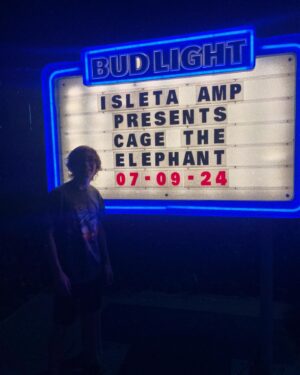 BUD LIGHT
ISLETA AMP
PRESENTS
CAGE THE
ELEPHANT
07-09-24